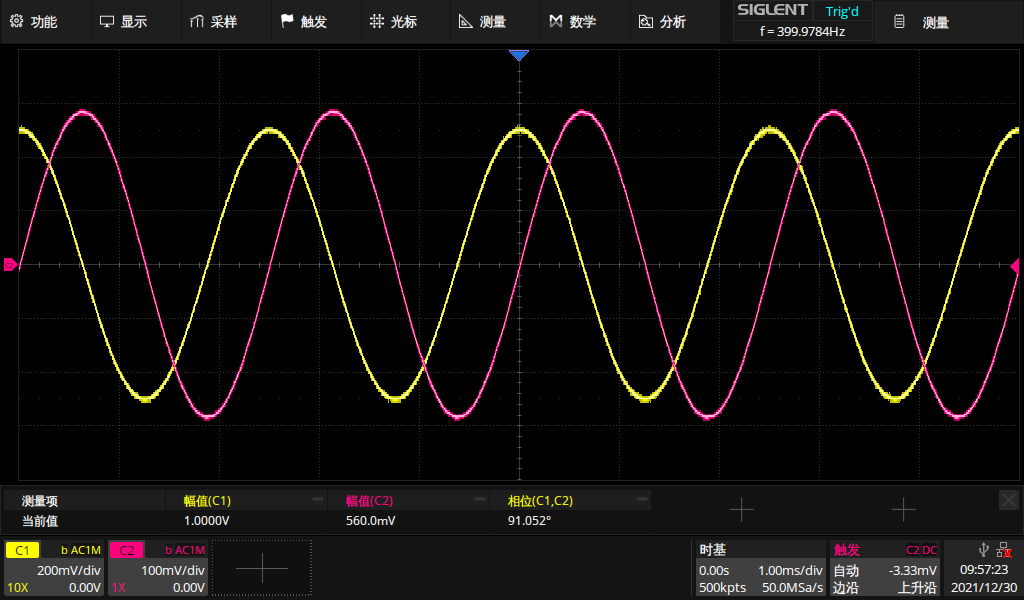 功能 显示 采样 触发 光标 测量 数学 分析 SIGLENT Trig'd 测量
f = 399.9784Hz
测量项 幅值(C1) 幅值(C2) 相位(C1,C2)
当前值 1.0000V 560.0mV 91.052°
C1 b AC1M C2 b AC1M 时基 触发 C2 DC
200mV/div 100mV/div 0.00s 1.00ms/div 自动 -3.33mV 09:57:23
10X 0.00V 1X 0.00V 500kpts 50.0MSa/s 边沿 上升沿 2021/12/30